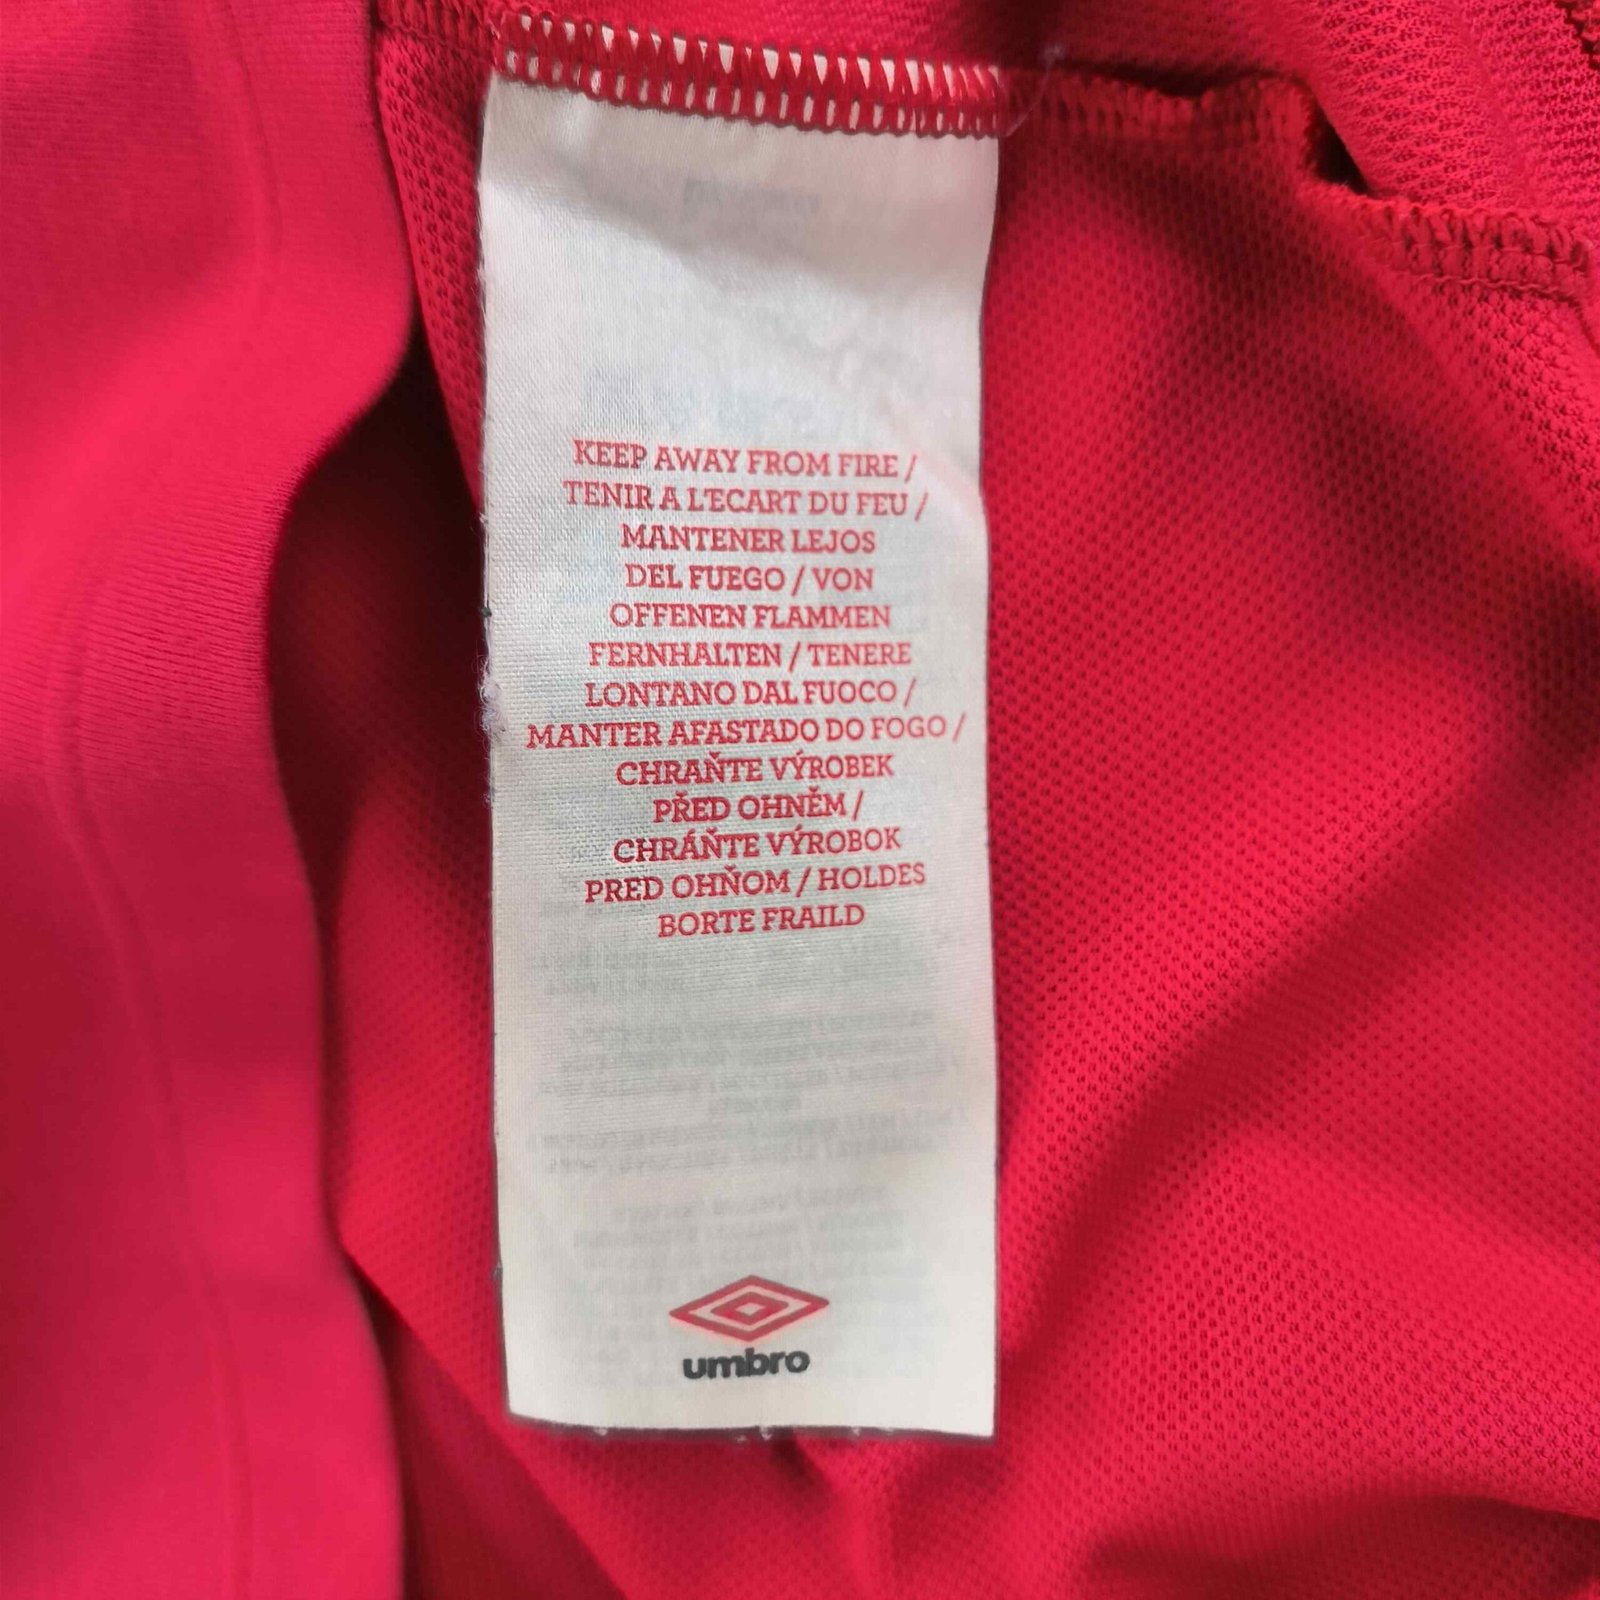 KEEP AWAY FROM FIRE /
TENIR A L'ECART DU FEU /
MANTENER LEJOS
DEL FUEGO / VON
OFFENEN FLAMMEN
FERNHALTEN / TENERE
LONTANO DAL FUOCO /
MANTER AFASTADO DO FOGO /
CHRAŇTE VÝROBEK
PŘED OHNĚM /
CHRÁŇTE VÝROBOK
PRED OHŇOM / HOLDES
BORTE FRAILD
umbro